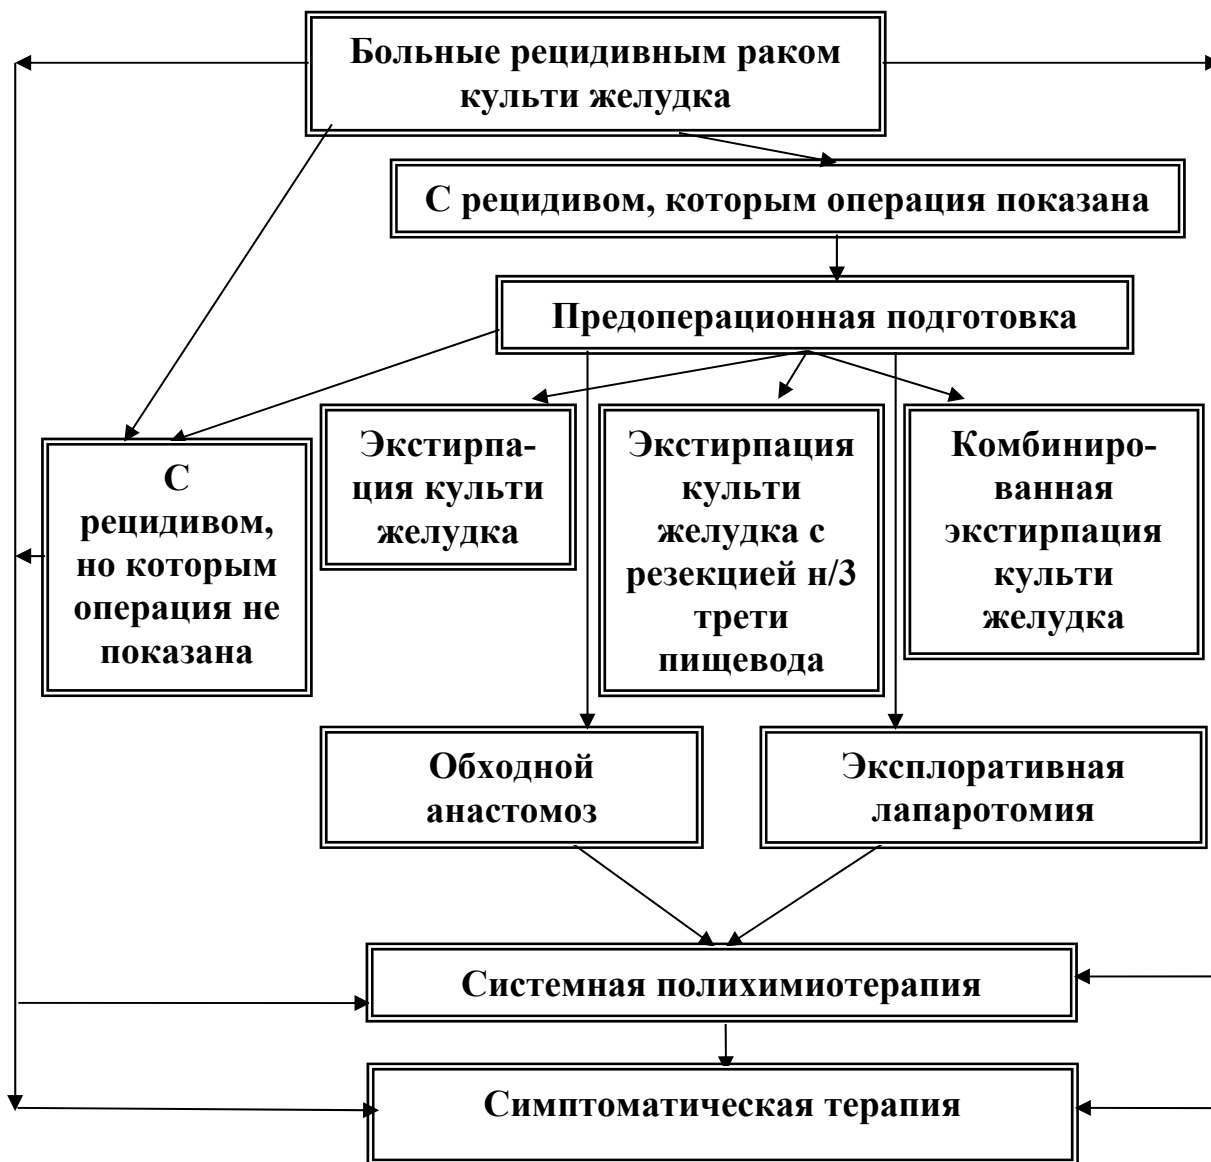 Больные рецидивным раком
культи желудка
С рецидивом, которым операция показана
Предоперационная подготовка
С
рецидивом,
но которым
операция не
показана
Экстирпа-
ция культи
желудка
Экстирпация
культи
желудка с
резекцией н/3
трети
пищевода
Комбиниро-
ванная
экстирпация
культи
желудка
Обходной
анастомоз
Эксплоративная
лапаротомия
Системная полихимиотерапия
Симптоматическая терапия